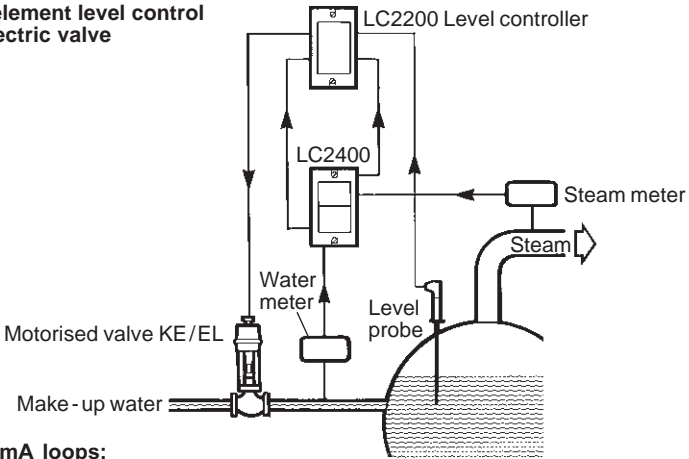 element level control
ectric valve
LC2200 Level controller
LC2400
Steam meter
Steam
Water
meter
Level
probe
Motorised valve KE/EL
Make-up water
mA loops: